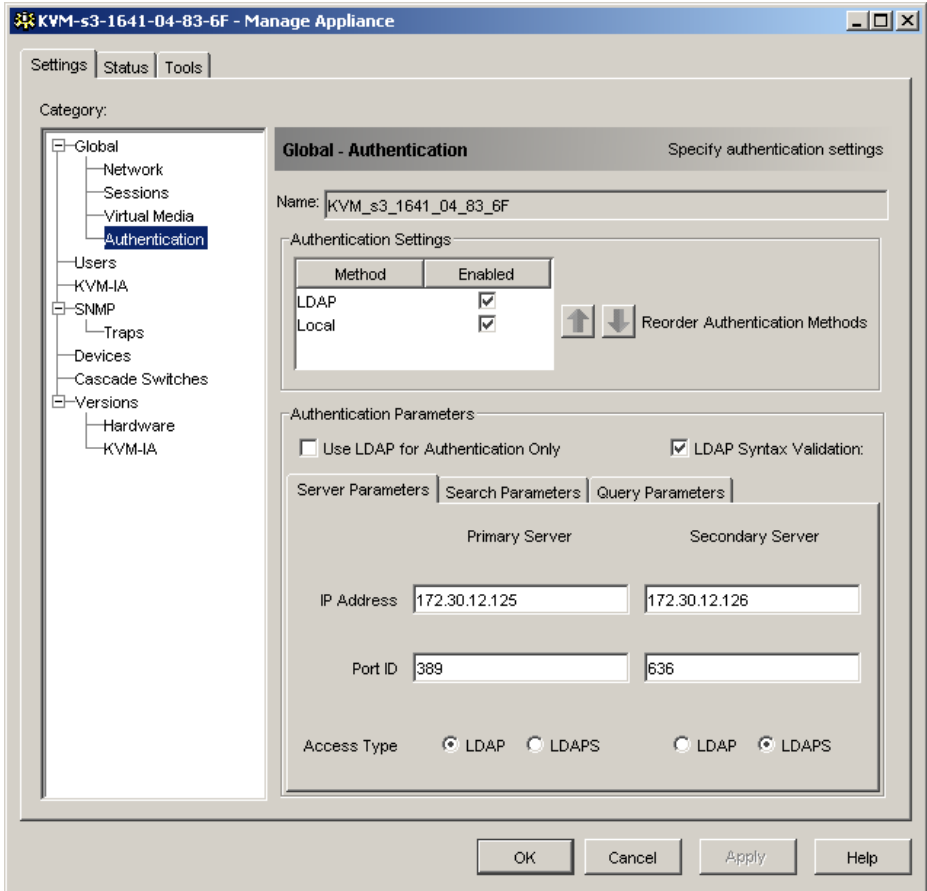 KVM-s3-1641-04-83-6F - Manage Appliance
Settings Status Tools
Category:
Global
Network
Sessions
Virtual Media
Authentication
Users
KVM-IA
SNMP
Traps
Devices
Cascade Switches
Versions
Hardware
KVM-IA
Global - Authentication Specify authentication settings
Name: KVM_s3_1641_04_83_6F
Authentication Settings
Method Enabled
LDAP
Local
Reorder Authentication Methods
Authentication Parameters
Use LDAP for Authentication Only LDAP Syntax Validation:
Server Parameters Search Parameters Query Parameters
Primary Server Secondary Server
IP Address 172.30.12.125 172.30.12.126
Port ID 389 636
Access Type LDAP LDAPS LDAP LDAPS
OK Cancel Apply Help